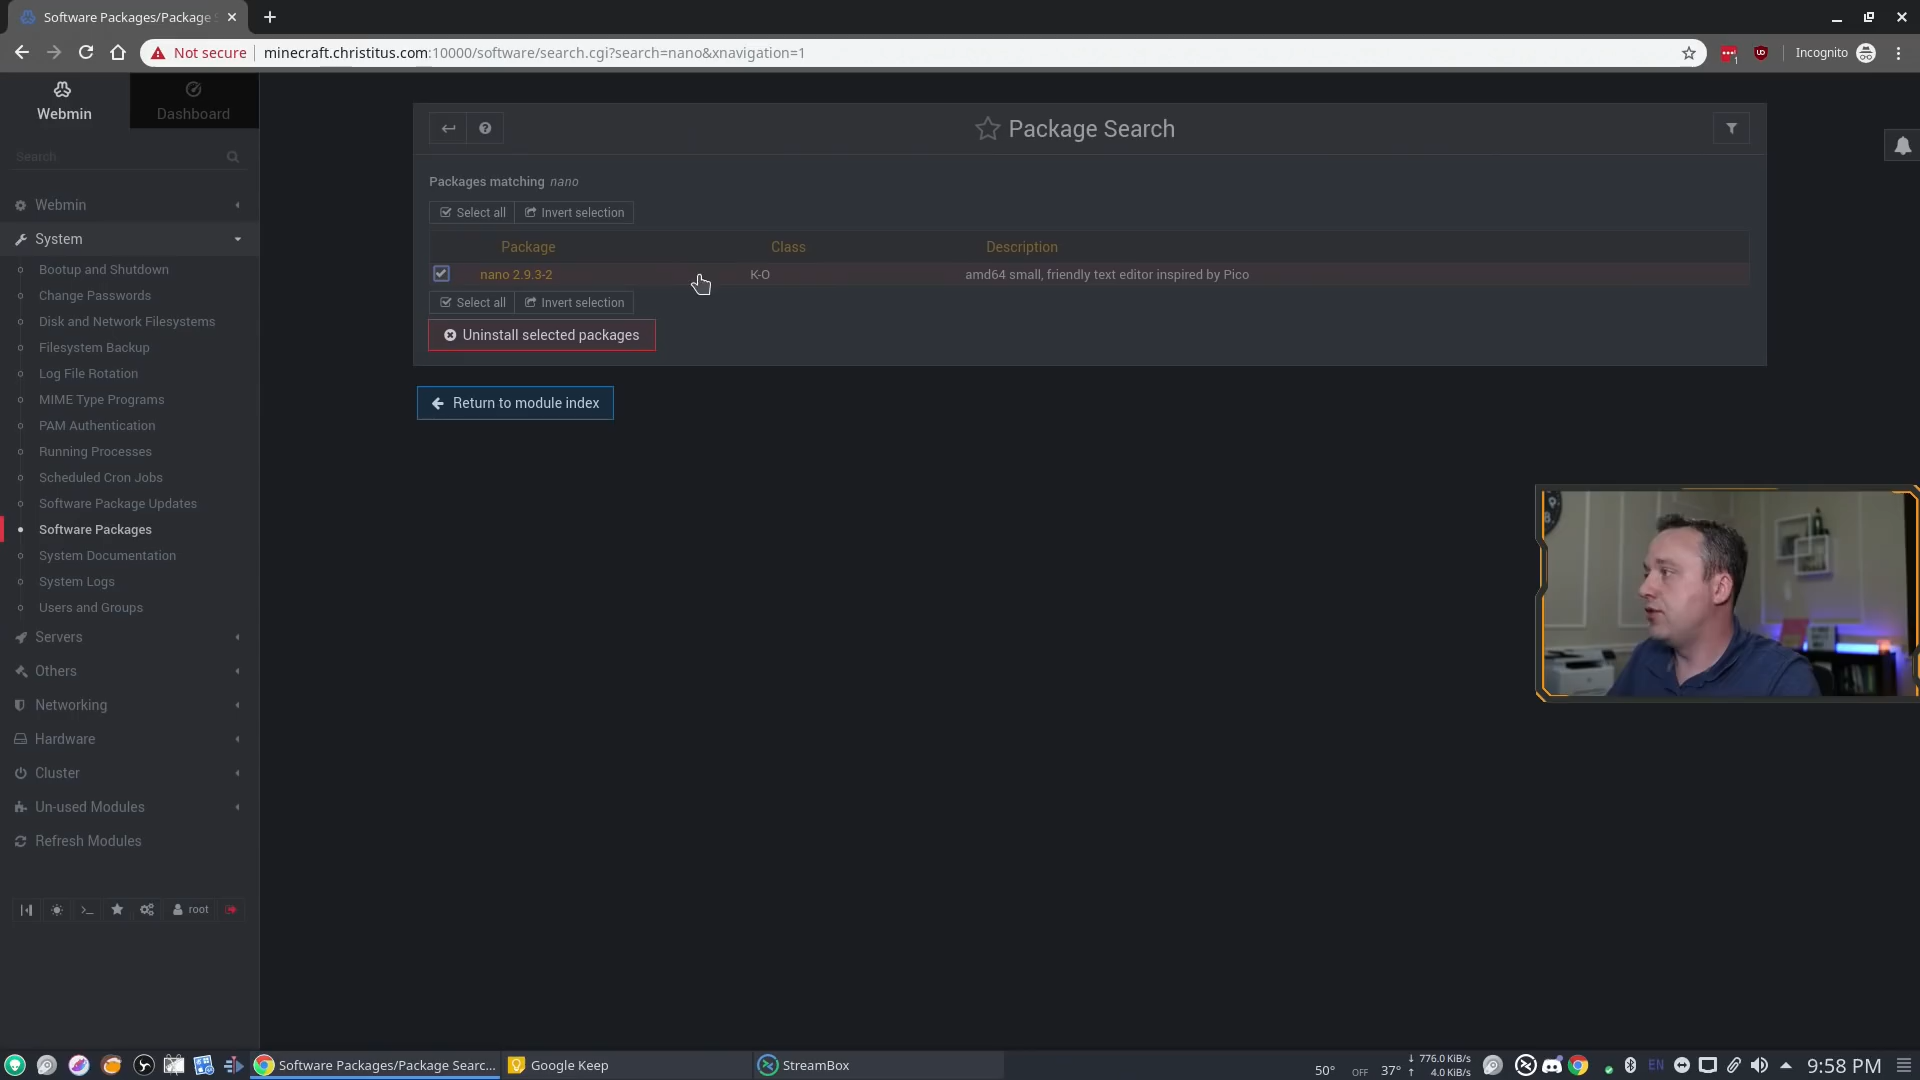 Software Packages/Package S
Not secure
minecraft.christitus.com:10000/software/search.cgi?search=nano&xnavigation=1
1
Incognito
Webmin
Dashboard
Search
Webmin
System
Bootup and Shutdown
Change Passwords
Disk and Network Filesystems
Filesystem Backup
Log File Rotation
MIME Type Programs
PAM Authentication
Running Processes
Scheduled Cron Jobs
Software Package Updates
Software Packages
System Documentation
System Logs
Users and Groups
Servers
Others
Networking
Hardware
Cluster
Un-used Modules
Refresh Modules
root
Package Search
Packages matching nano
Select all
Invert selection
Package
Class
Description
nano 2.9.3-2
K-O
amd64 small, friendly text editor inspired by Pico
Select all
Invert selection
Uninstall selected packages
Return to module index
Software Packages/Package Searc...
Google Keep
StreamBox
50°
OFF
37°
↓ 776.0 KiB/s
↑ 4.0 KiB/s
EN
9:58 PM